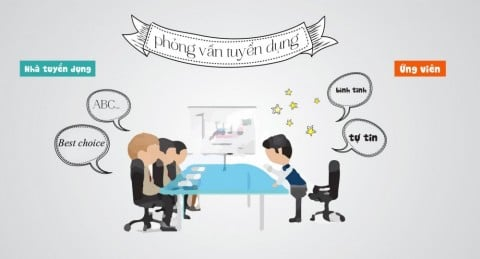 phỏng vấn tuyển dụng
Nhà tuyển dụng
Ứng viên
ABC...
Best choice
bình tĩnh
tự tin